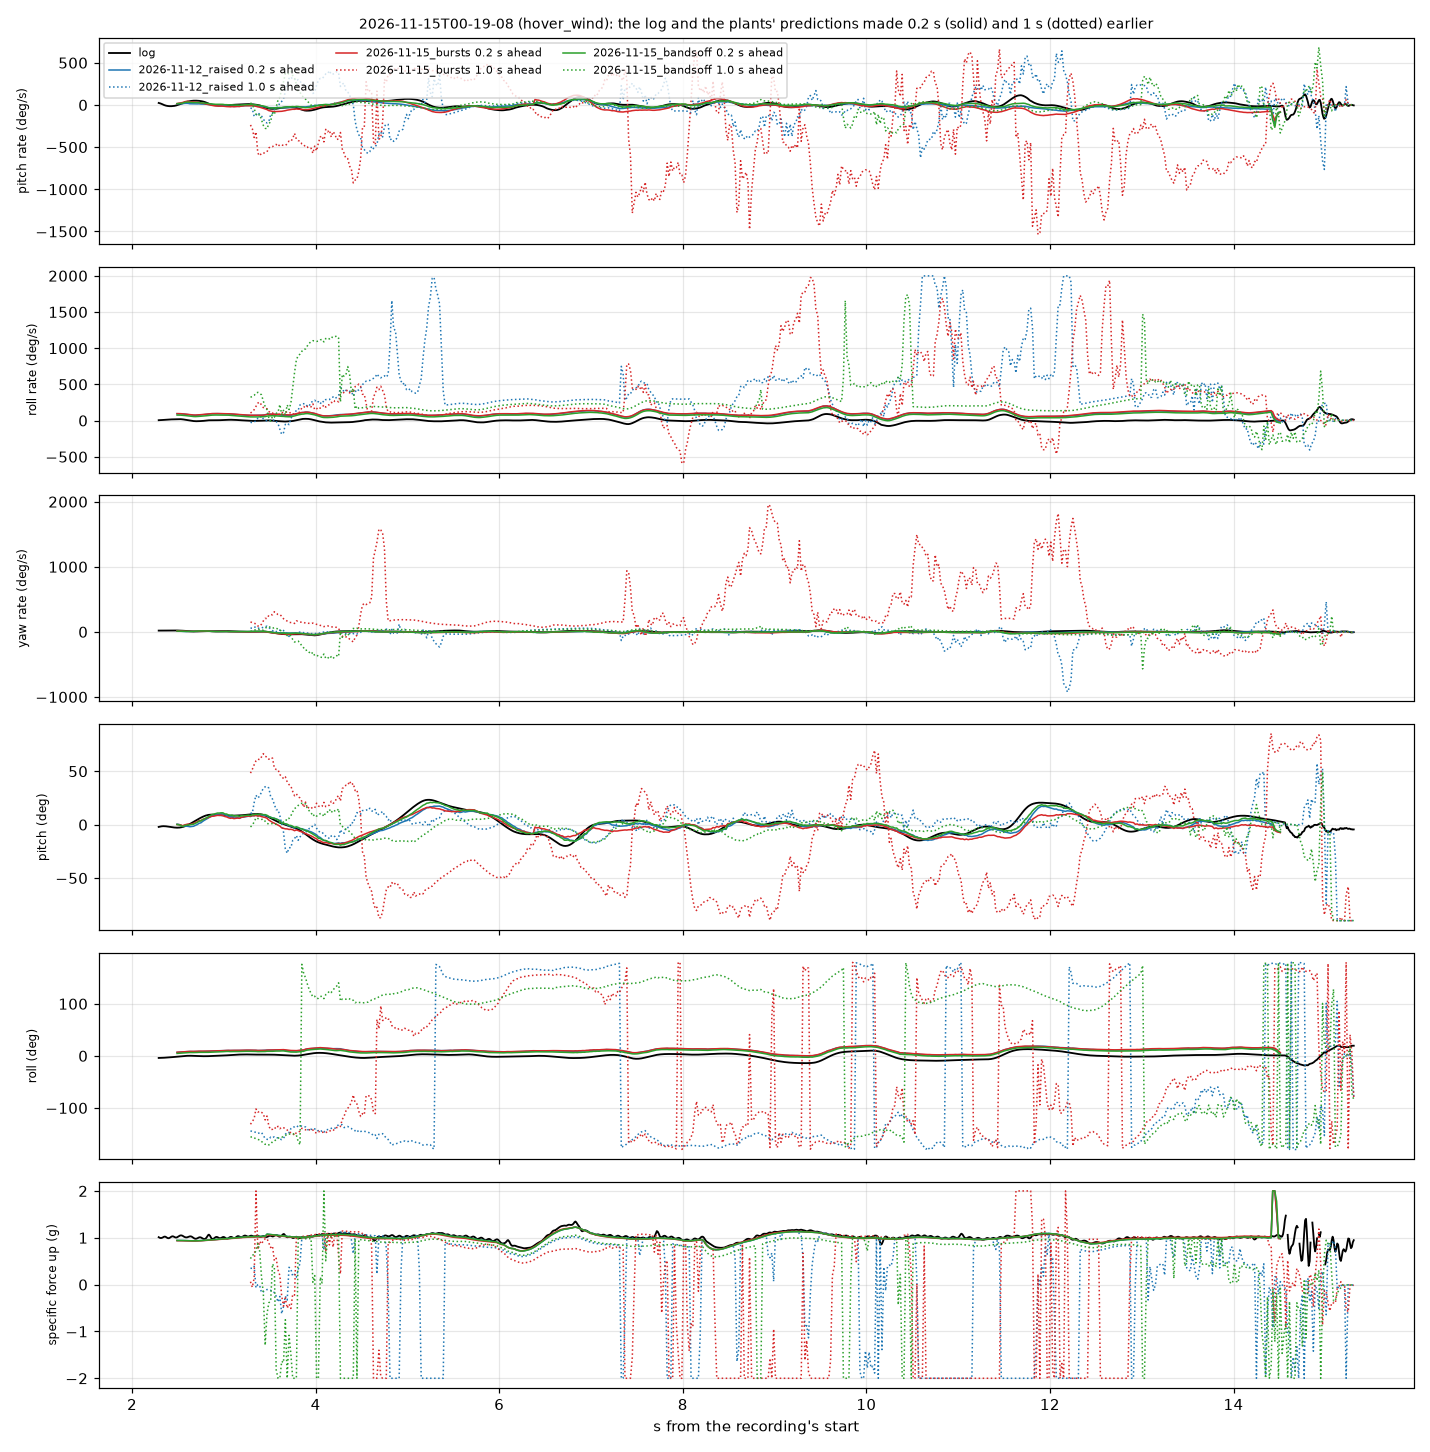 2026-11-15T00-19-08 (hover_wind): the log and the plants' predictions made 0.2 s (solid) and 1 s (dotted) earlier
log
2026-11-12_raised 0.2 s ahead
2026-11-12_raised 1.0 s ahead
2026-11-15_bursts 0.2 s ahead
2026-11-15_bursts 1.0 s ahead
2026-11-15_bandsoff 0.2 s ahead
2026-11-15_bandsoff 1.0 s ahead
pitch rate (deg/s)
500
0
−500
−1000
−1500
roll rate (deg/s)
2000
1500
1000
500
0
−500
yaw rate (deg/s)
2000
1000
0
−1000
pitch (deg)
50
0
−50
roll (deg)
100
0
−100
specific force up (g)
2
1
0
−1
−2
2 4 6 8 10 12 14
s from the recording's start